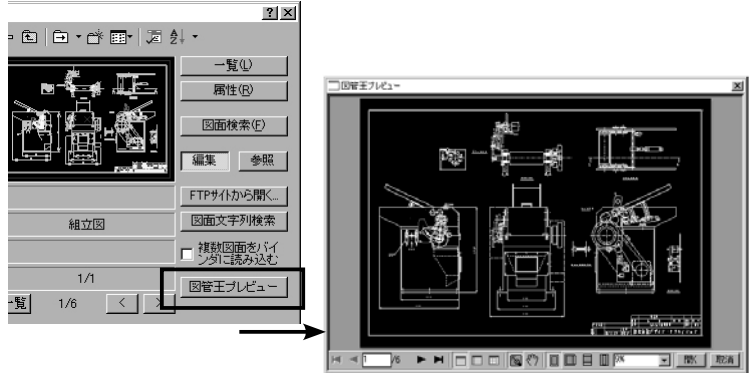 一覧(L)
属性(R)
図面検索(F)
編集 参照
FTPサイトから開く...
組立図
図面文字列検索
複数図面をバイ
ンダに読み込む
1/1
図管王プレビュー
一覧 1/6 < >
図管王プレビュー
1 /6 開く 取消